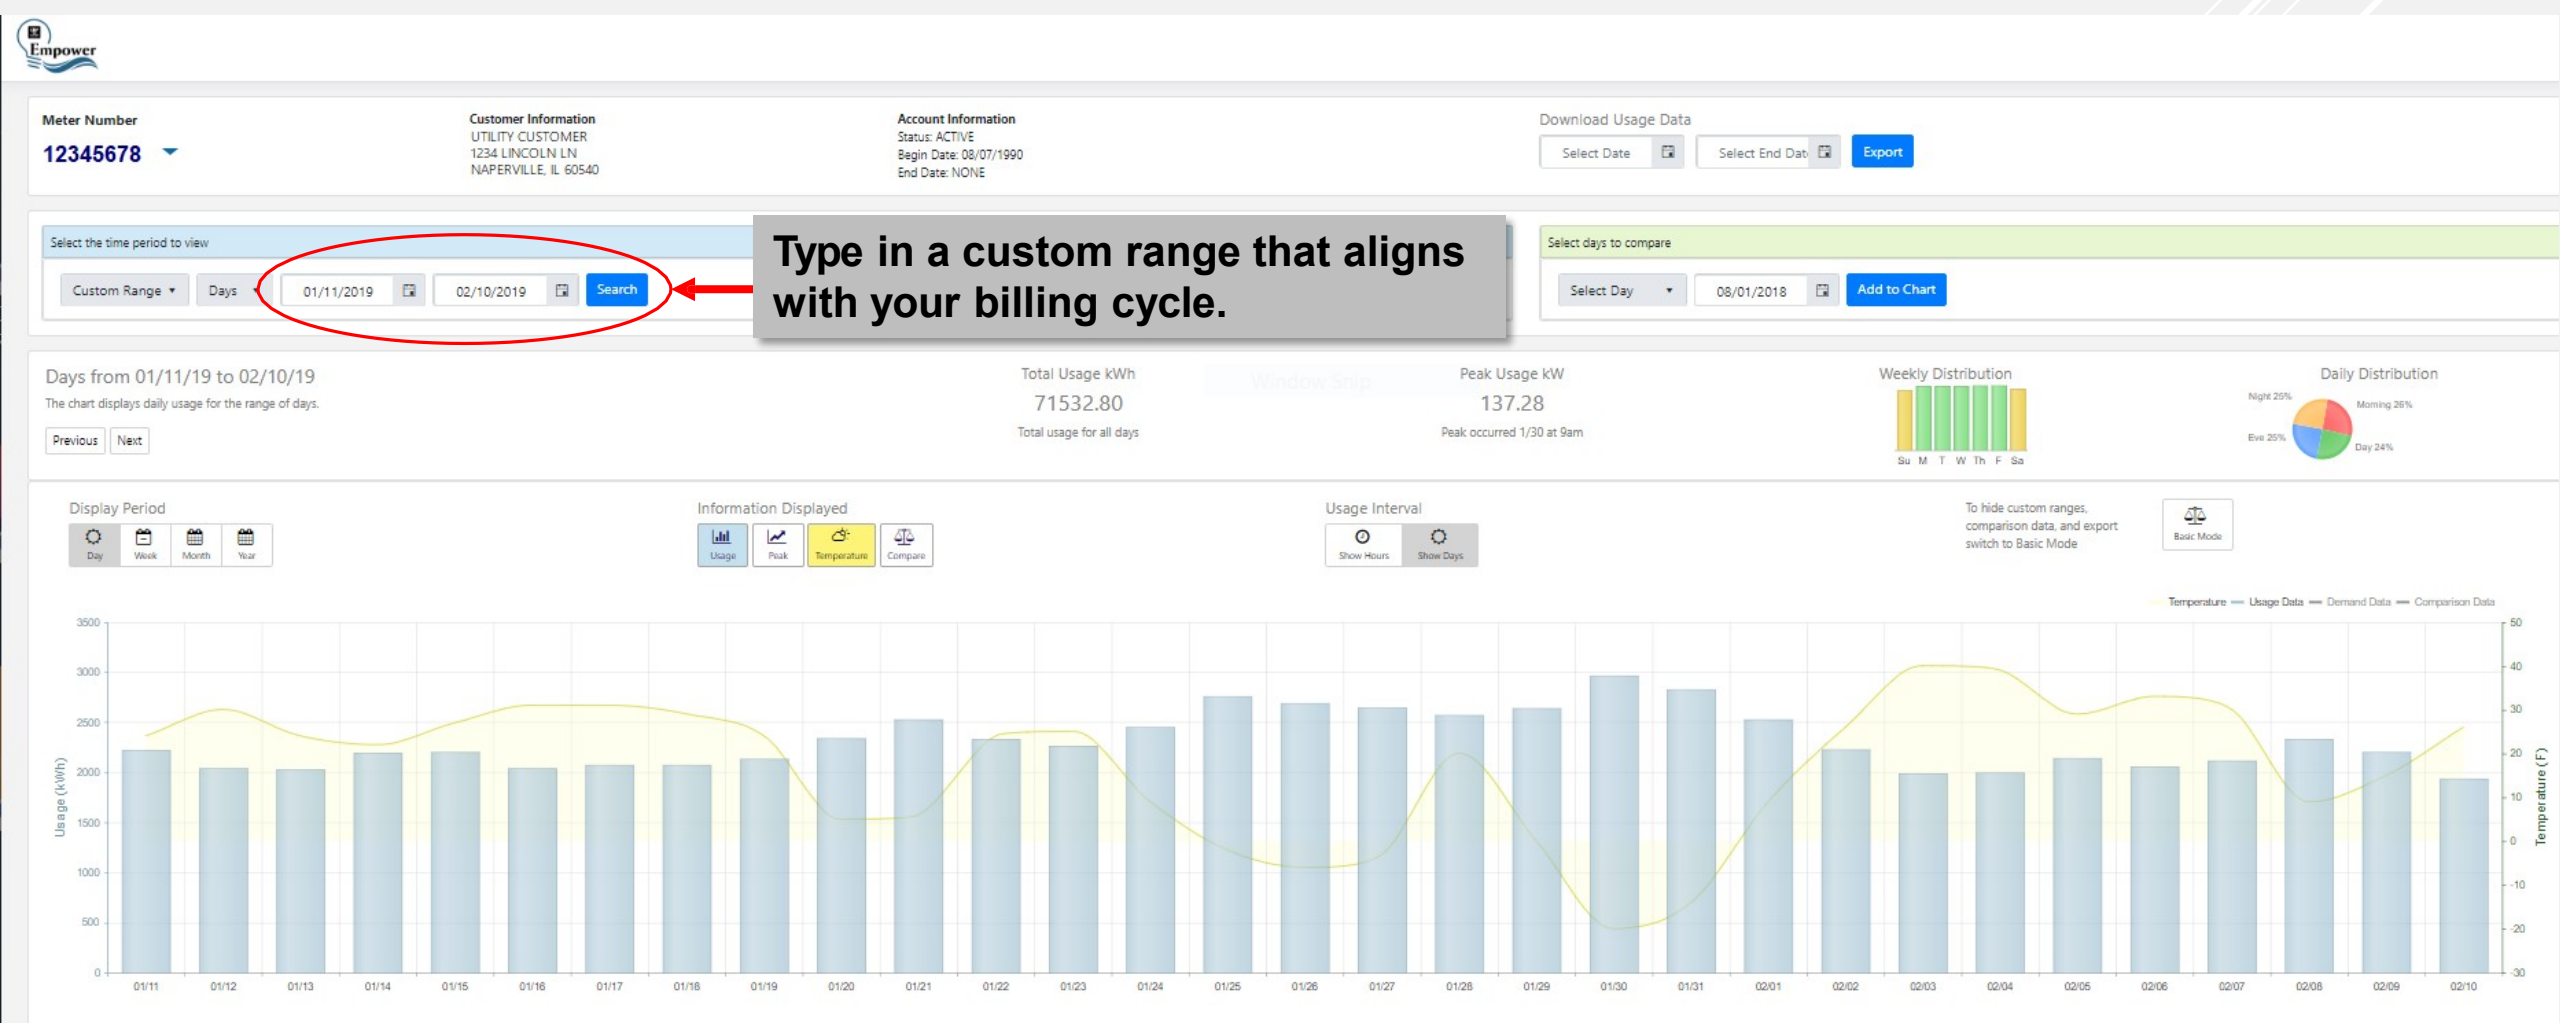 Empower
Meter Number
12345678
Customer Information
UTILITY CUSTOMER
1234 LINCOLN LN
NAPERVILLE, IL 60540
Account Information
Status: ACTIVE
Begin Date: 08/07/1990
End Date: NONE
Download Usage Data
Select Date Select End Dat Export
Select the time period to view
Custom Range Days 01/11/2019 02/10/2019 Search
Type in a custom range that aligns
with your billing cycle.
Select days to compare
Select Day 08/01/2018 Add to Chart
Days from 01/11/19 to 02/10/19
The chart displays daily usage for the range of days.
Previous Next
Total Usage kWh
71532.80
Total usage for all days
Window Snip
Peak Usage kW
137.28
Peak occurred 1/30 at 9am
Weekly Distribution
Su M T W Th F Sa
Daily Distribution
Night 25% Morning 26%
Eve 25% Day 24%
Display Period
Day Week Month Year
Information Displayed
Usage Peak Temperature Compare
Usage Interval
Show Hours Show Days
To hide custom ranges,
comparison data, and export
switch to Basic Mode
Basic Mode
Temperature Usage Data Demand Data Comparison Data
Usage (kWh)
3500
3000
2500
2000
1500
1000
500
0
50
40
30
20
10
0
-10
-20
-30
Temperature (F)
01/11 01/12 01/13 01/14 01/15 01/16 01/17 01/18 01/19 01/20 01/21 01/22 01/23 01/24 01/25 01/26 01/27 01/28 01/29 01/30 01/31 02/01 02/02 02/03 02/04 02/05 02/06 02/07 02/08 02/09 02/10